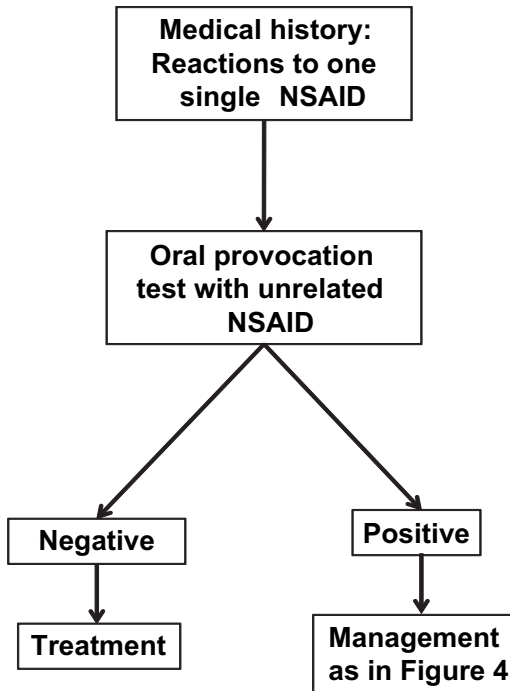 Medical history:
Reactions to one
single NSAID
Oral provocation
test with unrelated
NSAID
Negative
Positive
Treatment
Management
as in Figure 4